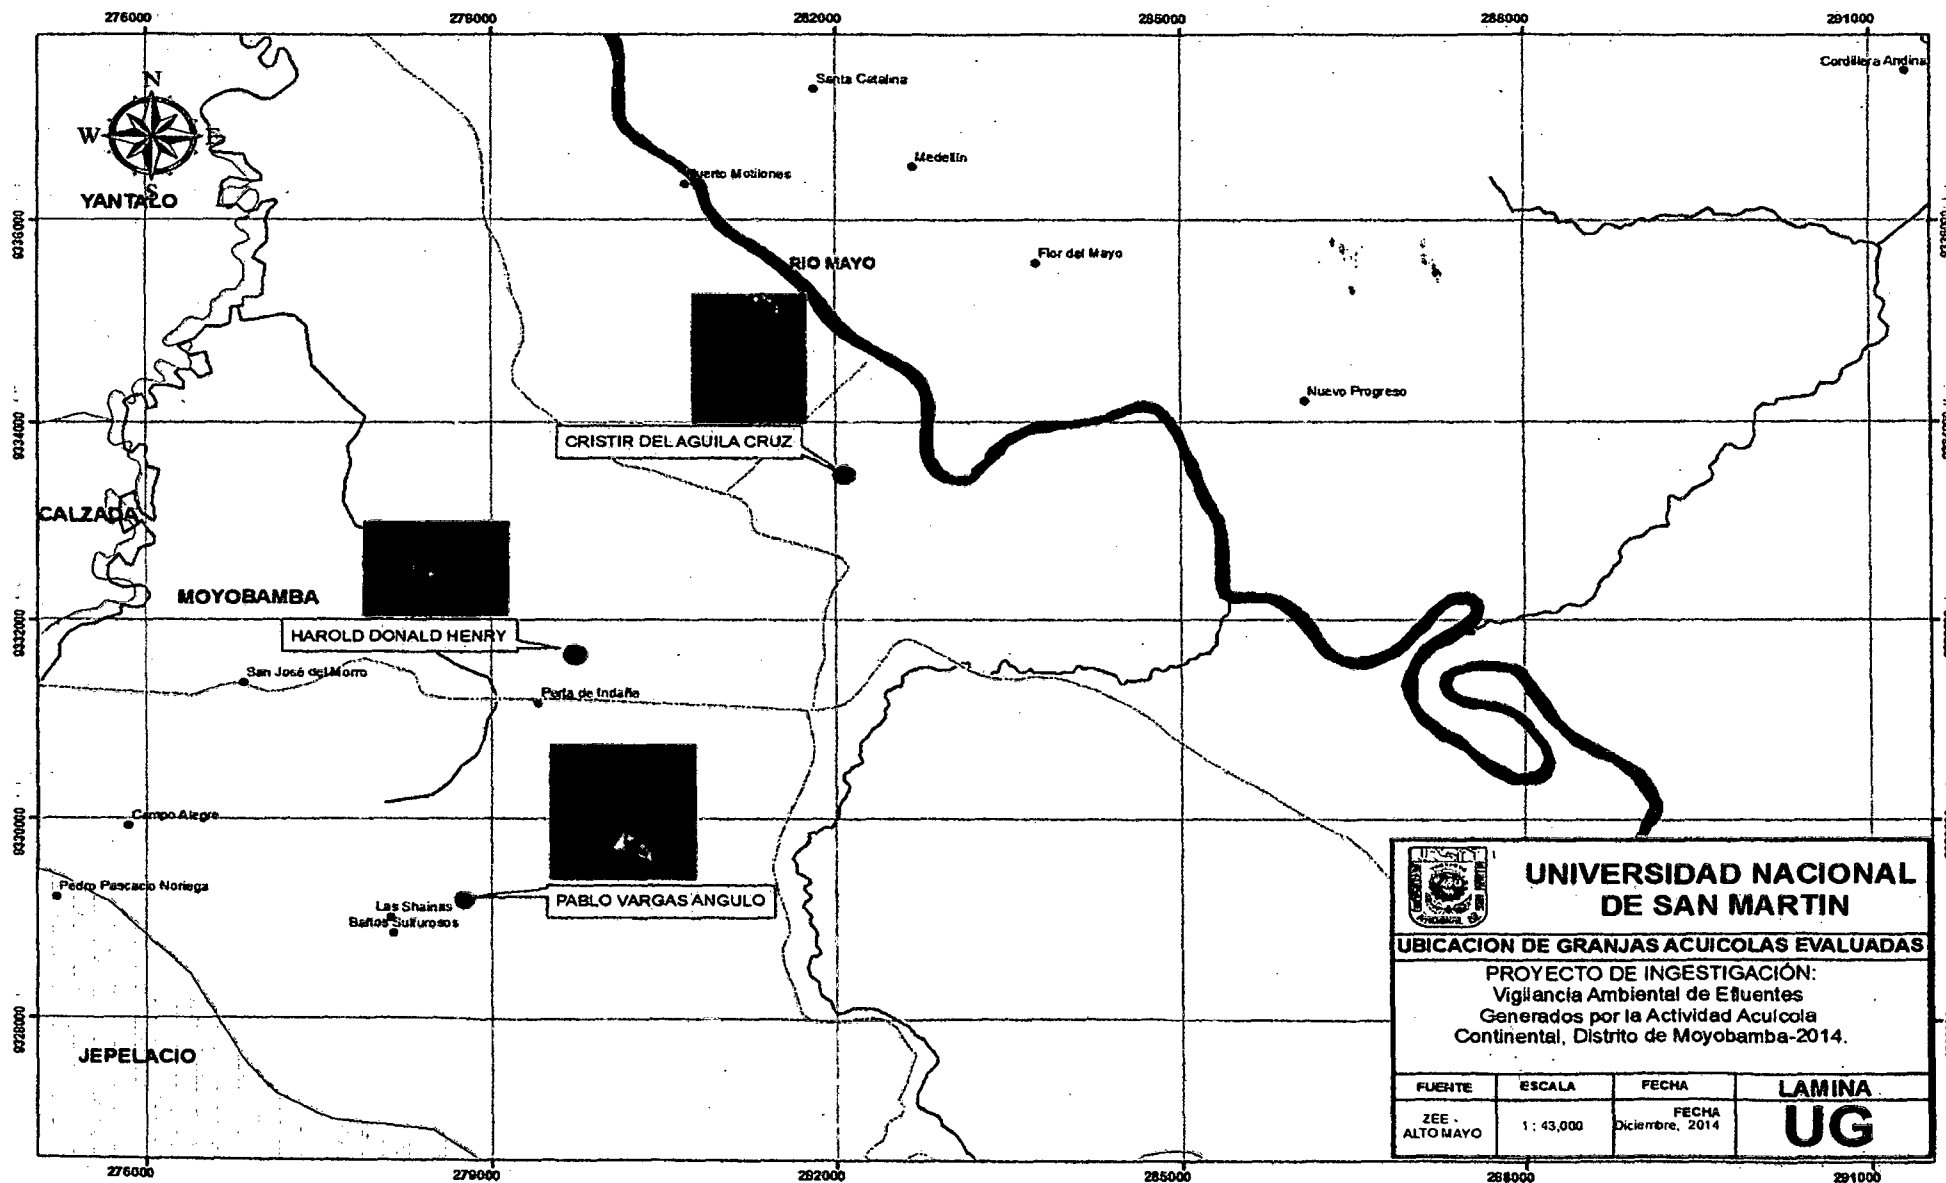 276000 279000 282000 285000 288000 291000
Cordillera Andina
Santa Catalina
N
W E
S
Medellín
Puerto Motilones
YANTALO
9336000
Flor del Mayo
RIO MAYO
Nuevo Progreso
9334000
CRISTIR DEL AGUILA CRUZ
CALZADA
MOYOBAMBA
9332000
HAROLD DONALD HENRY
San José del Morro
Perla de Indañe
Campo Alegre
9330000
Pedro Pascacio Noriega
Las Shainas
Baños Sulfurosos
PABLO VARGAS ANGULO
9328000
JEPELACIO
UNIVERSIDAD NACIONAL
DE SAN MARTIN
UBICACION DE GRANJAS ACUICOLAS EVALUADAS
PROYECTO DE INGESTIGACIÓN:
Vigilancia Ambiental de Efluentes
Generados por la Actividad Acuícola
Continental, Distrito de Moyobamba-2014.
FUENTE ESCALA FECHA LAMINA
ZEE -
ALTO MAYO
1 : 43,000
FECHA
Diciembre, 2014
UG
276000 279000 282000 285000 288000 291000